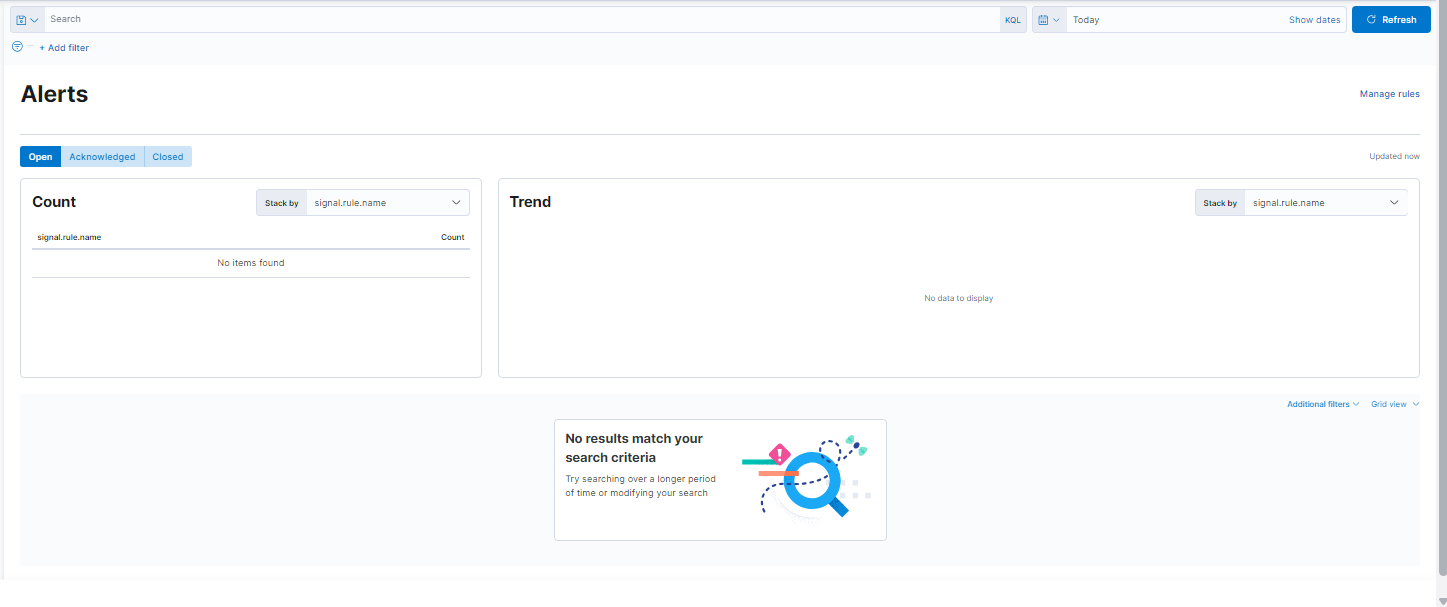 Search KQL Today Show dates Refresh
+ Add filter
Alerts Manage rules
Open Acknowledged Closed Updated now
Count Stack by signal.rule.name
signal.rule.name Count
No items found
Trend Stack by signal.rule.name
No data to display
Additional filters Grid view
No results match your
search criteria
Try searching over a longer period
of time or modifying your search